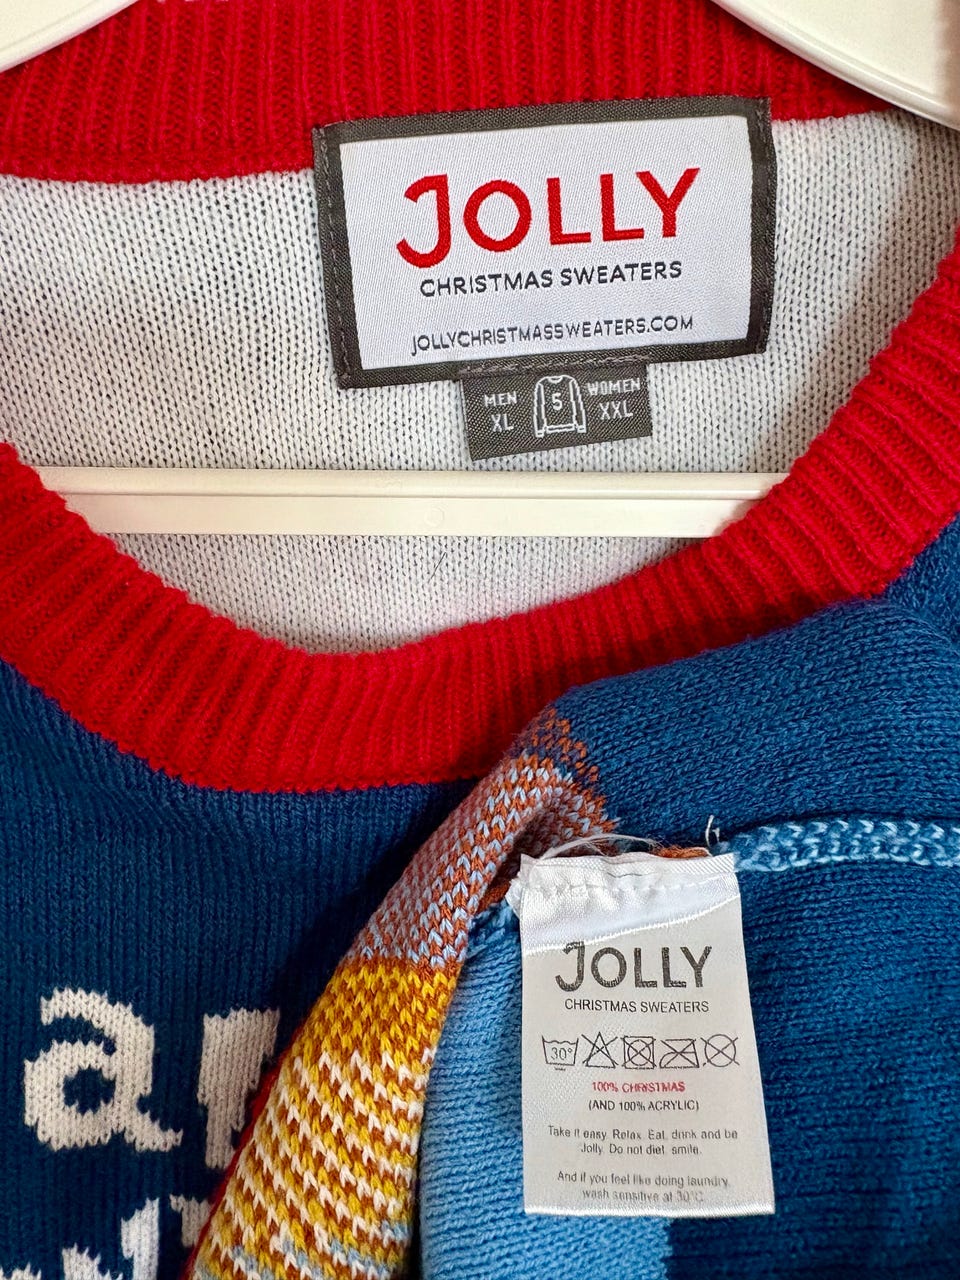 JOLLY
CHRISTMAS SWEATERS
JOLLYCHRISTMASSWEATERS.COM
MEN XL 5 WOMEN XXL
JOLLY
CHRISTMAS SWEATERS
30°
100% CHRISTMAS
(AND 100% ACRYLIC)
Take it easy. Relax. Eat, drink and be
Jolly. Do not diet. smile.
And if you feel like doing laundry,
wash sensitive at 30°C